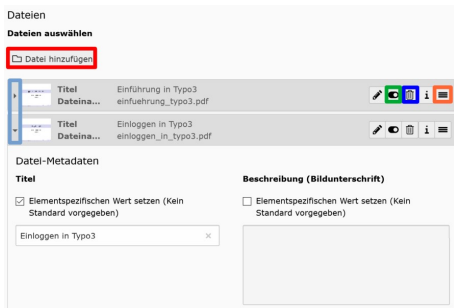 Dateien
Dateien auswählen
Datei hinzufügen
Titel Einführung in Typo3
Dateina... einfuehrung_typo3.pdf
Titel Einloggen in Typo3
Dateina... einloggen_in_typo3.pdf
Datei-Metadaten
Titel Beschreibung (Bildunterschrift)
Elementspezifischen Wert setzen (Kein Elementspezifischen Wert setzen (Kein
Standard vorgegeben) Standard vorgegeben)
Einloggen in Typo3